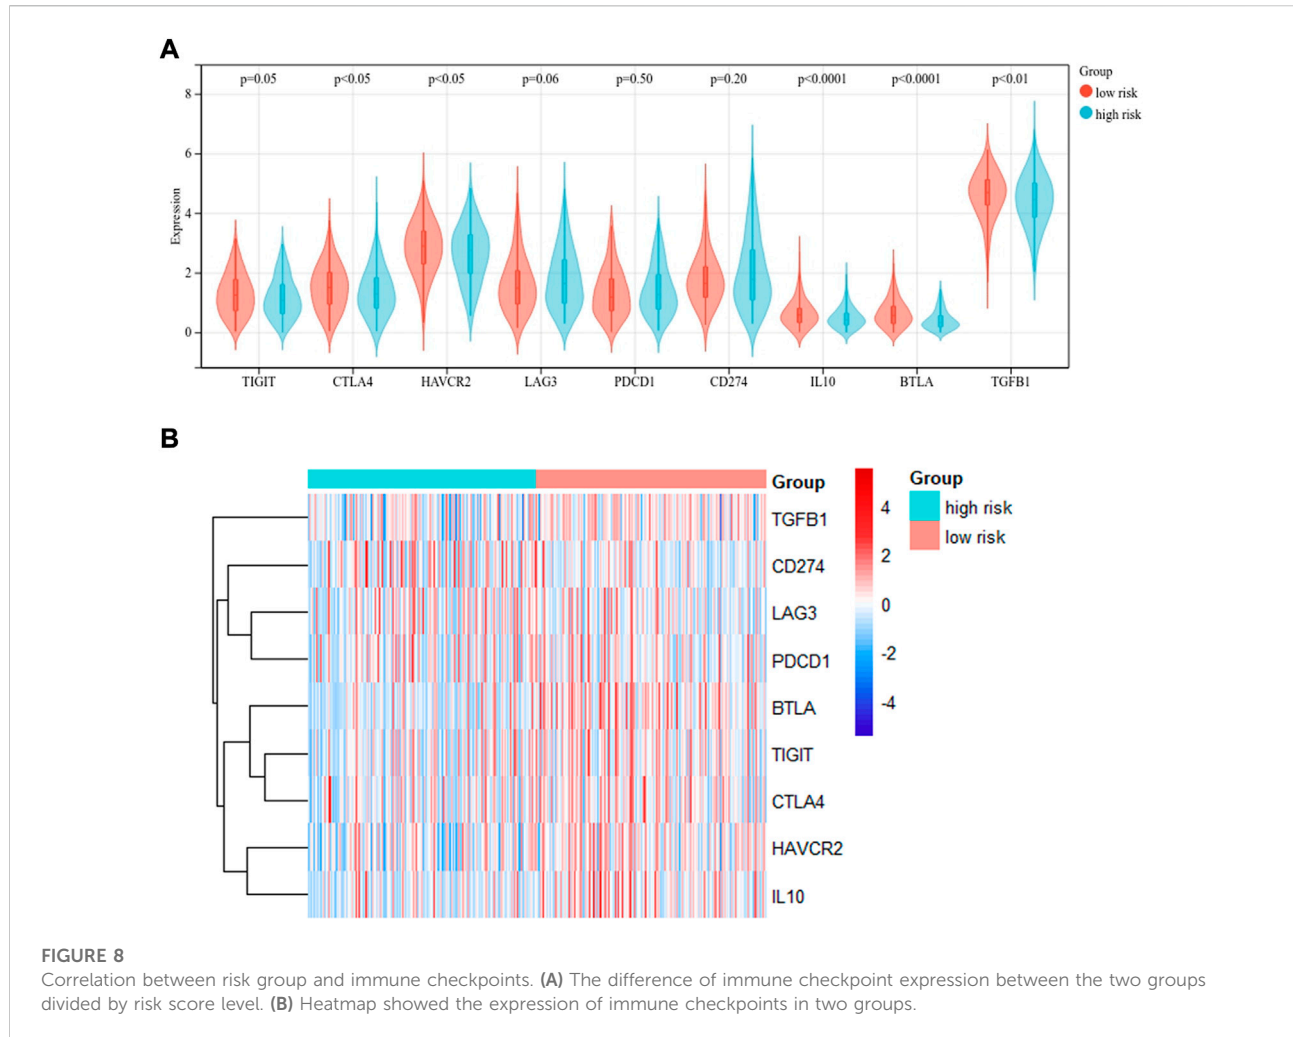 A
p=0.05 p<0.05 p<0.05 p=0.06 p=0.50 p=0.20 p<0.0001 p<0.0001 p<0.01
Group
low risk
high risk
8
6
4
2
0
Expression
TIGIT CTLA4 HAVCR2 LAG3 PDCD1 CD274 IL10 BTLA TGFB1
B
Group
TGFB1
CD274
LAG3
PDCD1
BTLA
TIGIT
CTLA4
HAVCR2
IL10
4
2
0
-2
-4
Group
high risk
low risk
FIGURE 8
Correlation between risk group and immune checkpoints. (A) The difference of immune checkpoint expression between the two groups
divided by risk score level. (B) Heatmap showed the expression of immune checkpoints in two groups.